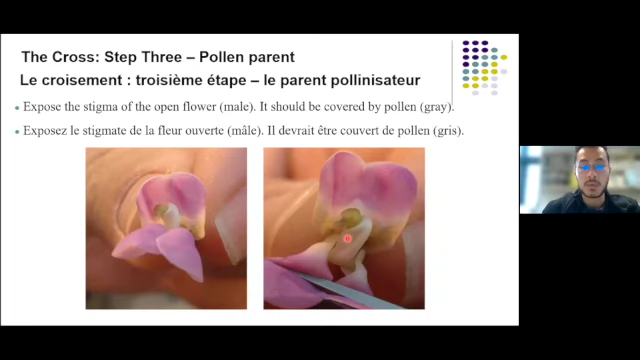 The Cross: Step Three – Pollen parent
Le croisement : troisième étape – le parent pollinisateur
Expose the stigma of the open flower (male). It should be covered by pollen (gray).
Exposez le stigmate de la fleur ouverte (mâle). Il devrait être couvert de pollen (gris).